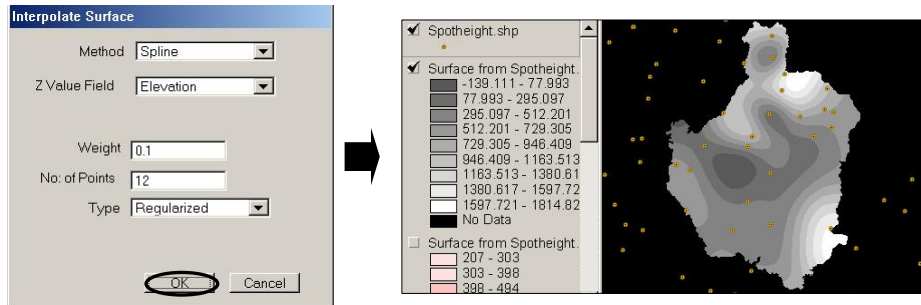 Interpolate Surface
Method Spline
Z Value Field Elevation
Weight 0.1
No: of Points 12
Type Regularized
OK Cancel
Spotheight.shp
Surface from Spotheight.
-139.111 - 77.993
77.993 - 295.097
295.097 - 512.201
512.201 - 729.305
729.305 - 946.409
946.409 - 1163.513
1163.513 - 1380.61
1380.617 - 1597.72
1597.721 - 1814.82
No Data
Surface from Spotheight.
207 - 303
303 - 398
398 - 494